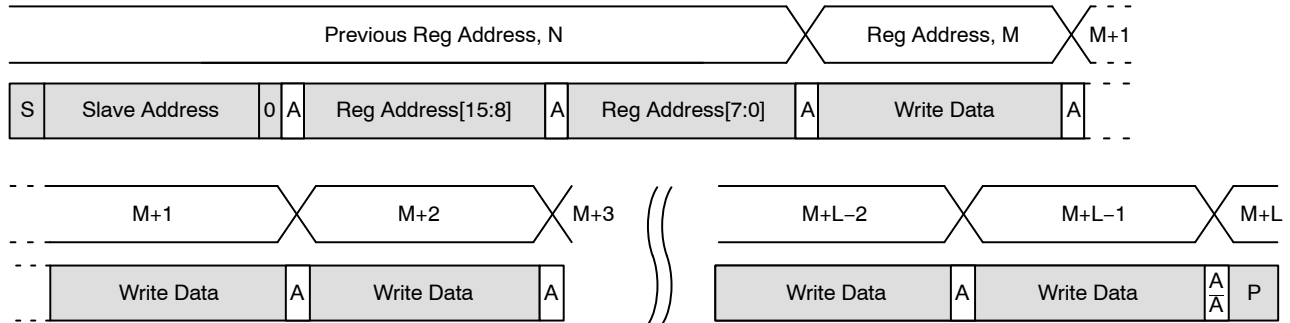 Previous Reg Address, N Reg Address, M M+1
S Slave Address 0 A Reg Address[15:8] A Reg Address[7:0] A Write Data A
M+1 M+2 M+3 M+L−2 M+L−1 M+L
Write Data A Write Data A Write Data A Write Data A/A̅ P